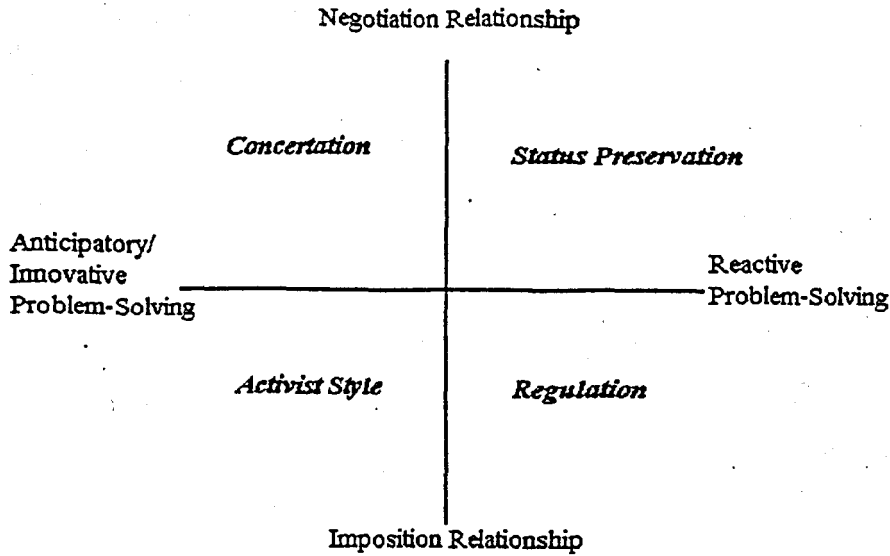 Negotiation Relationship
Concertation
Status Preservation
Anticipatory/
Innovative
Problem-Solving
Reactive
Problem-Solving
Activist Style
Regulation
Imposition Relationship